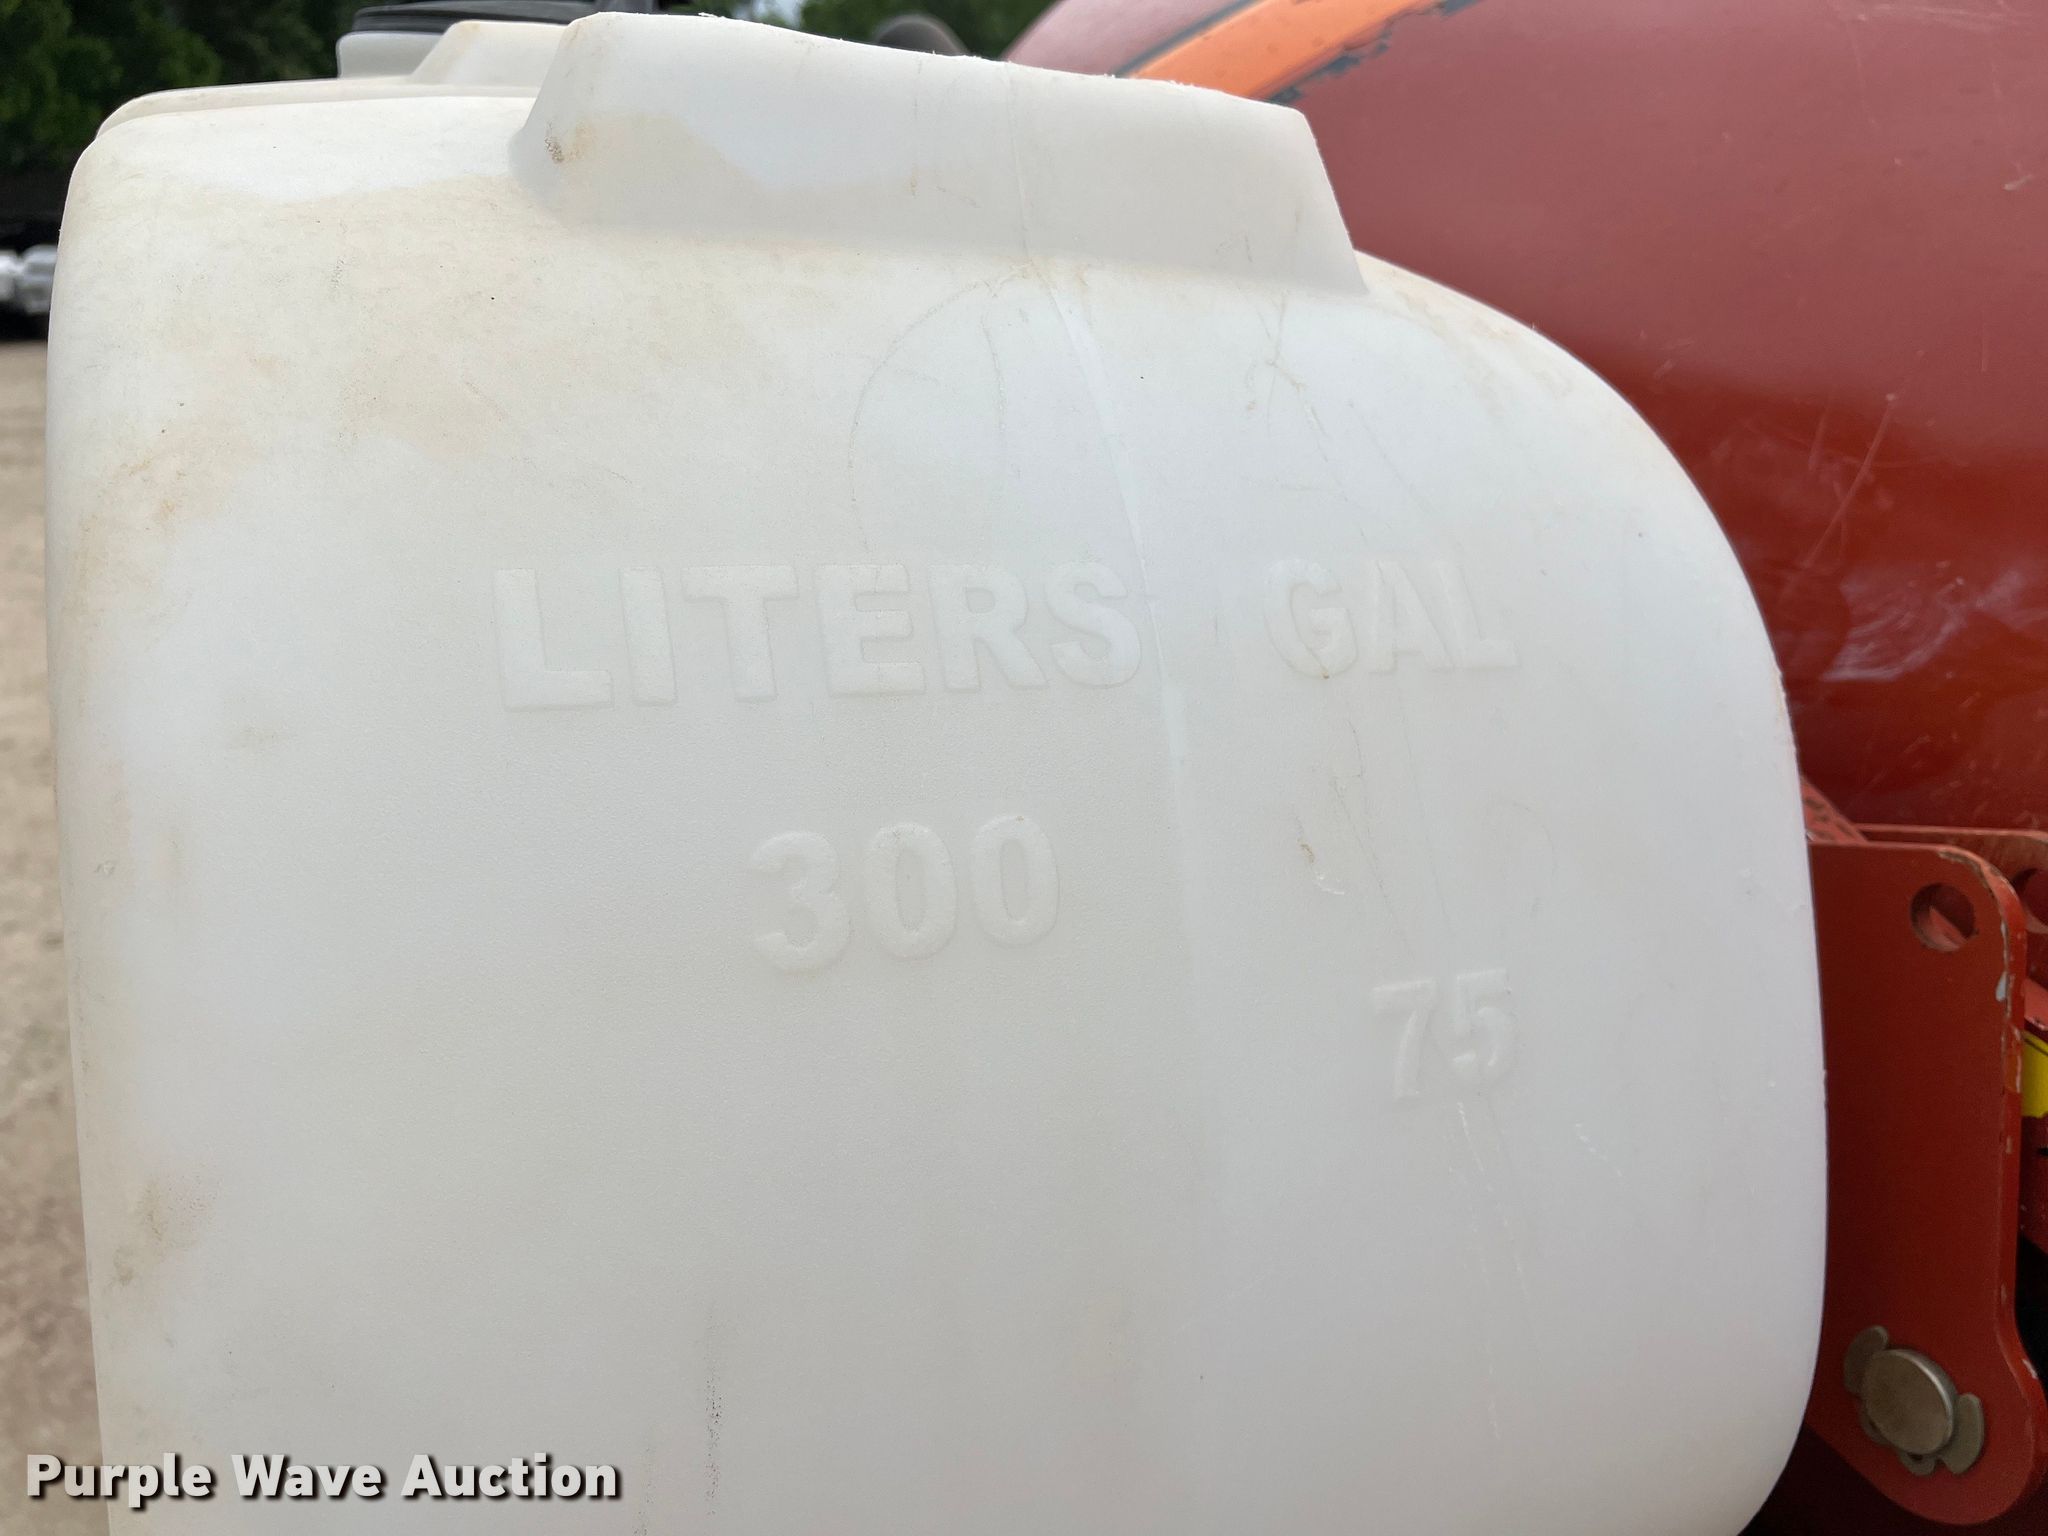 LITERS GAL
300
75
Purple Wave Auction